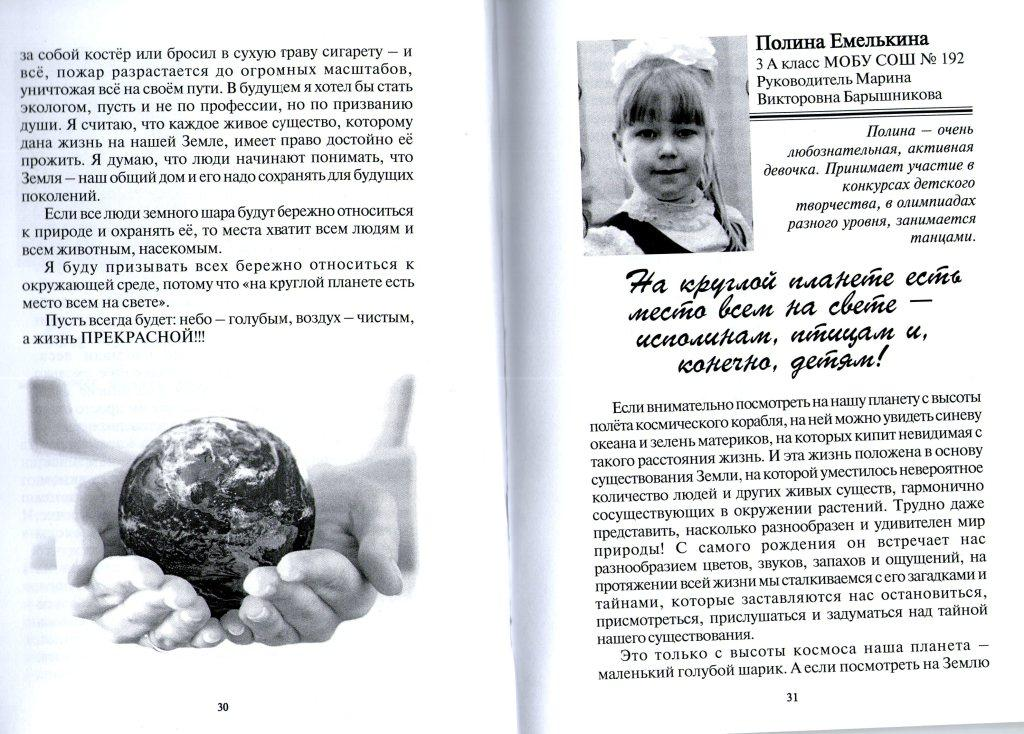 за собой костёр или бросил в сухую траву сигарету – и
всё, пожар разрастается до огромных масштабов,
уничтожая всё на своём пути. В будущем я хотел бы стать
экологом, пусть и не по профессии, но по призванию
души. Я считаю, что каждое живое существо, которому
дана жизнь на нашей Земле, имеет право достойно её
прожить. Я думаю, что люди начинают понимать, что
Земля – наш общий дом и его надо сохранять для будущих
поколений.
Если все люди земного шара будут бережно относиться
к природе и охранять её, то места хватит всем людям и
всем животным, насекомым.
Я буду призывать всех бережно относиться к
окружающей среде, потому что «на круглой планете есть
место всем на свете».
Пусть всегда будет: небо – голубым, воздух – чистым,
а жизнь ПРЕКРАСНОЙ!!!
30
Полина Емелькина
3 А класс МОБУ СОШ № 192
Руководитель Марина
Викторовна Барышникова
Полина – очень
любознательная, активная
девочка. Принимает участие в
конкурсах детского
творчества, в олимпиадах
разного уровня, занимается
танцами.
На круглой планете есть
место всем на свете –
исполинам, птицам и,
конечно, детям!
Если внимательно посмотреть на нашу планету с высоты
полёта космического корабля, на ней можно увидеть синеву
океана и зелень материков, на которых кипит невидимая с
такого расстояния жизнь. И эта жизнь положена в основу
существования Земли, на которой уместилось невероятное
количество людей и других живых существ, гармонично
сосуществующих в окружении растений. Трудно даже
представить, насколько разнообразен и удивителен мир
природы! С самого рождения он встречает нас
разнообразием цветов, звуков, запахов и ощущений, на
протяжении всей жизни мы сталкиваемся с его загадками и
тайнами, которые заставляются нас остановиться,
присмотреться, прислушаться и задуматься над тайной
нашего существования.
Это только с высоты космоса наша планета –
маленький голубой шарик. А если посмотреть на Землю
31